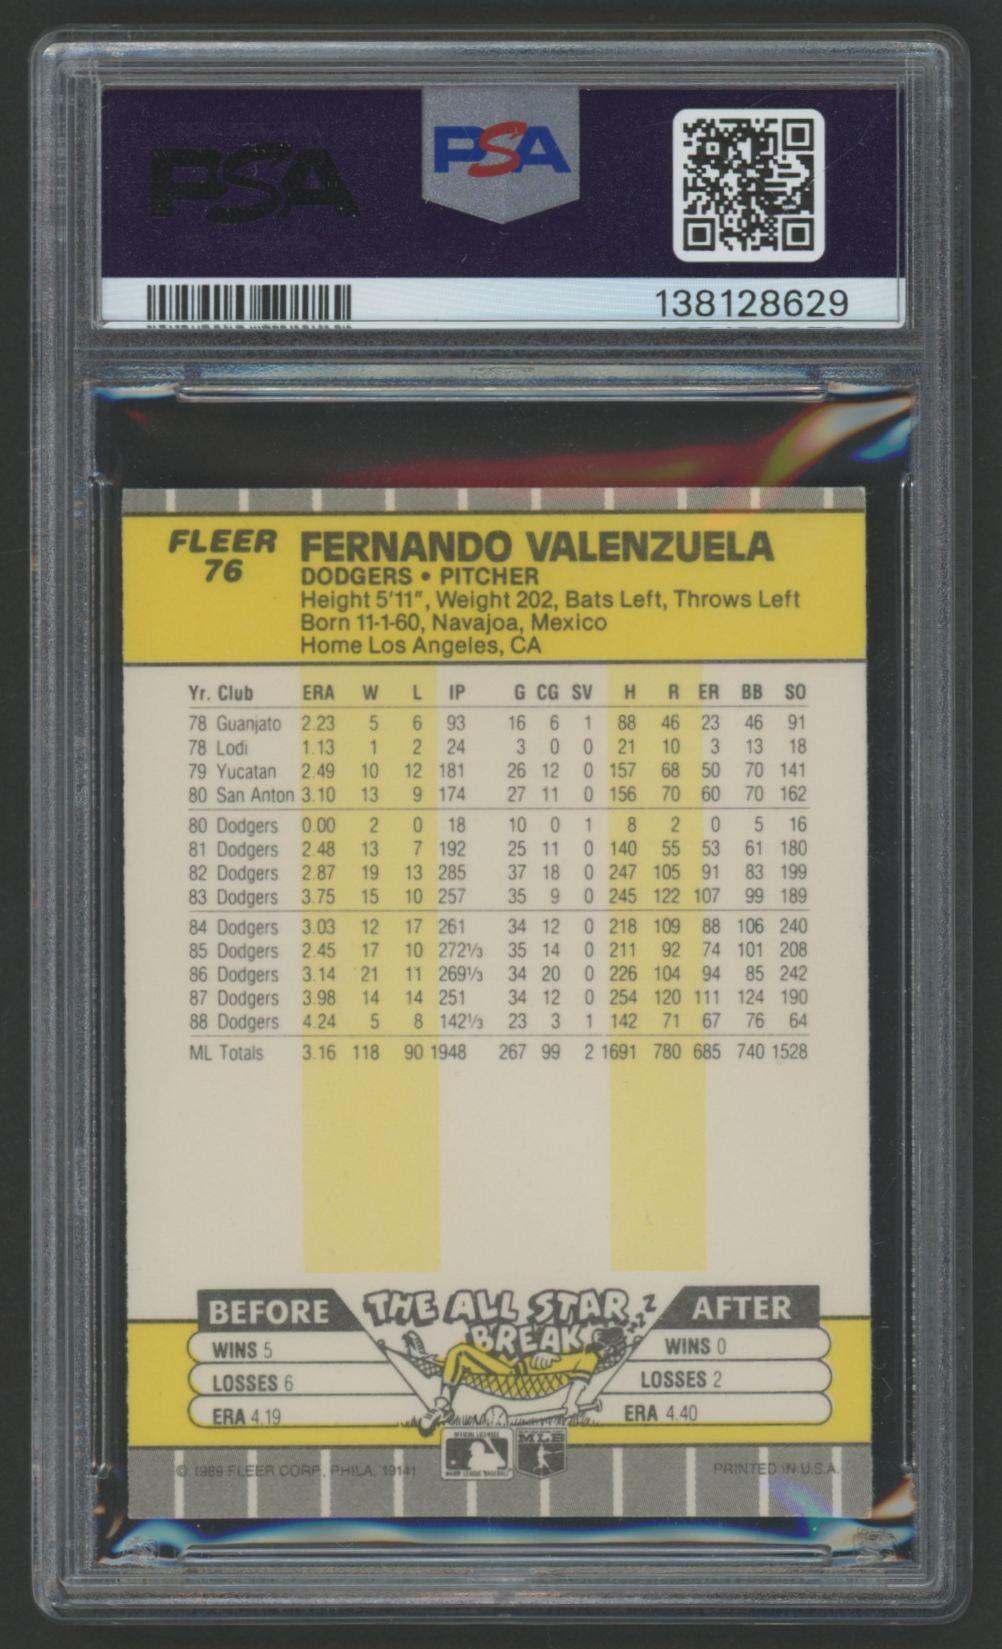 PSA
PSA
138128629
FLEER
76
FERNANDO VALENZUELA
DODGERS • PITCHER
Height 5'11", Weight 202, Bats Left, Throws Left
Born 11-1-60, Navajoa, Mexico
Home Los Angeles, CA
Yr. Club ERA W L IP G CG SV H R ER BB SO
78 Guanjato 2.23 5 6 93 16 6 1 88 46 23 46 91
78 Lodi 1.13 1 2 24 3 0 0 21 10 3 13 18
79 Yucatan 2.49 10 12 181 26 12 0 157 68 50 70 141
80 San Anton 3.10 13 9 174 27 11 0 156 70 60 70 162
80 Dodgers 0.00 2 0 18 10 0 1 8 2 0 5 16
81 Dodgers 2.48 13 7 192 25 11 0 140 55 53 61 180
82 Dodgers 2.87 19 13 285 37 18 0 247 105 91 83 199
83 Dodgers 3.75 15 10 257 35 9 0 245 122 107 99 189
84 Dodgers 3.03 12 17 261 34 12 0 218 109 88 106 240
85 Dodgers 2.45 17 10 272⅓ 35 14 0 211 92 74 101 208
86 Dodgers 3.14 21 11 269⅓ 34 20 0 226 104 94 85 242
87 Dodgers 3.98 14 14 251 34 12 0 254 120 111 124 190
88 Dodgers 4.24 5 8 142⅓ 23 3 1 142 71 67 76 64
ML Totals 3.16 118 90 1948 267 99 2 1691 780 685 740 1528
BEFORE THE ALL STAR BREAK AFTER
zzzZ
WINS 5 WINS 0
LOSSES 6 LOSSES 2
ERA 4.19 ERA 4.40
OFFICIAL LICENSEE
MAJOR LEAGUE BASEBALL
MLB
© 1989 FLEER CORP., PHILA. 19141 PRINTED IN U.S.A.